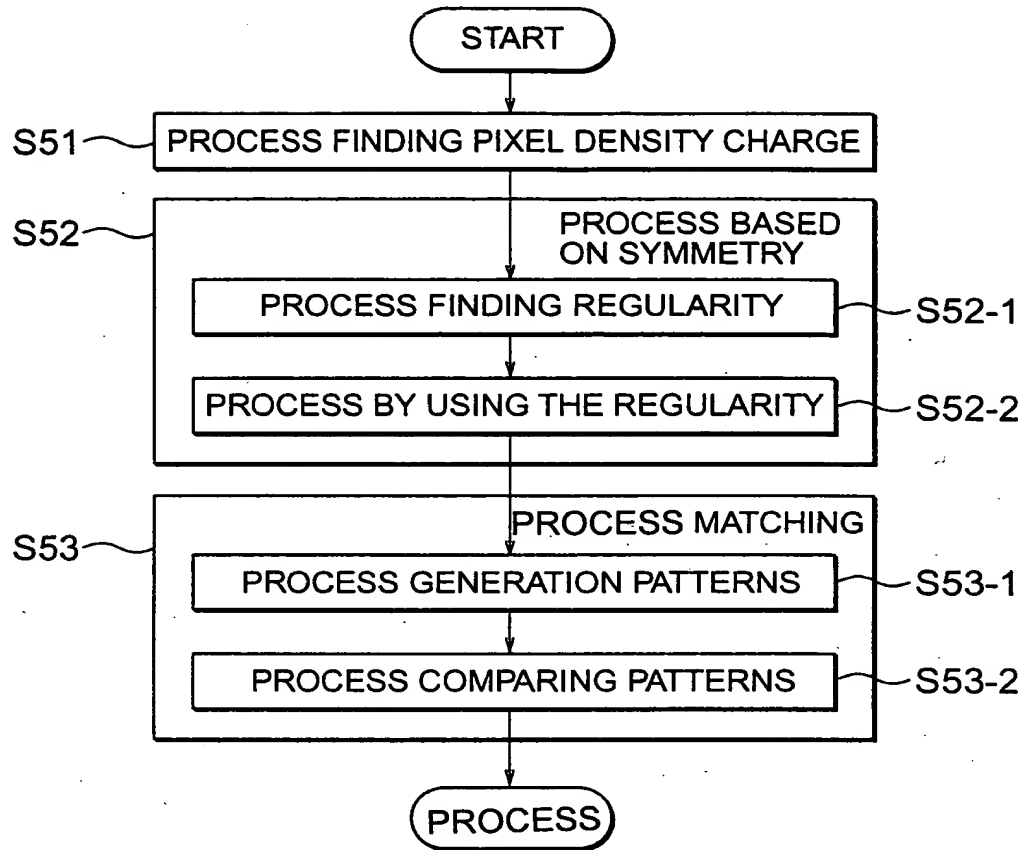 START
S51
PROCESS FINDING PIXEL DENSITY CHARGE
S52
PROCESS BASED
ON SYMMETRY
PROCESS FINDING REGULARITY
S52-1
PROCESS BY USING THE REGULARITY
S52-2
S53
PROCESS MATCHING
PROCESS GENERATION PATTERNS
S53-1
PROCESS COMPARING PATTERNS
S53-2
PROCESS